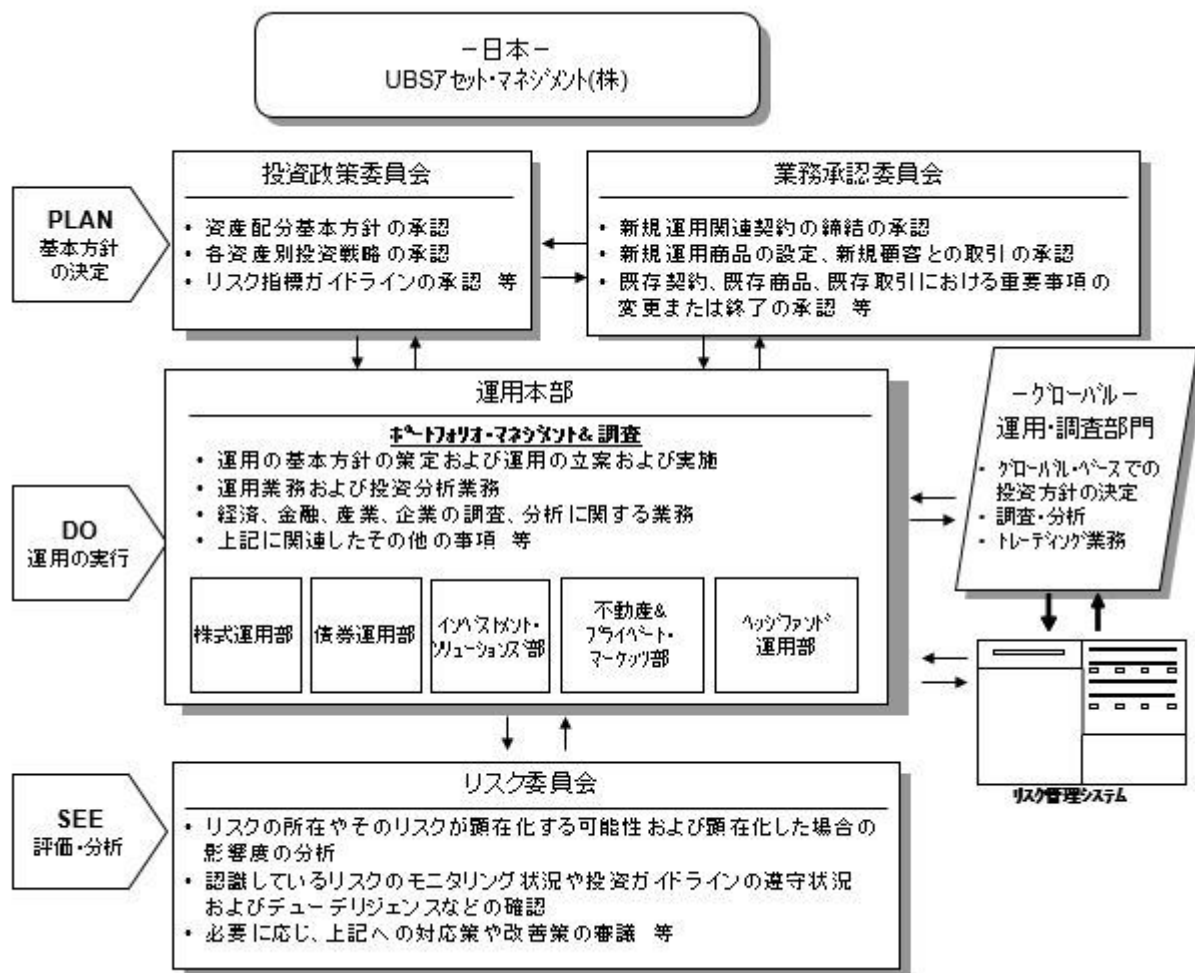 －日本－
UBSｱｾｯﾄ･ﾏﾈｼﾞﾒﾝﾄ(株)
PLAN
基本方針
の決定
投資政策委員会
• 資産配分基本方針の承認
• 各資産別投資戦略の承認
• リスク指標ガイドラインの承認 等
業務承認委員会
• 新規運用関連契約の締結の承認
• 新規運用商品の設定、新規顧客との取引の承認
• 既存契約、既存商品、既存取引における重要事項の
変更または終了の承認 等
DO
運用の実行
運用本部
ﾎﾟｰﾄﾌｫﾘｵ･ﾏﾈｼﾞﾒﾝﾄ&調査
• 運用の基本方針の策定および運用の立案および実施
• 運用業務および投資分析業務
• 経済、金融、産業、企業の調査、分析に関する業務
• 上記に関連したその他の事項 等
株式運用部
債券運用部
ｲﾝﾍﾞｽﾄﾒﾝﾄ･
ｿﾘｭｰｼｮﾝｽﾞ部
不動産&
ﾌﾟﾗｲﾍﾞｰﾄ･
ﾏｰｹｯﾂ部
ﾍｯｼﾞﾌｧﾝﾄﾞ
運用部
－ｸﾞﾛｰﾊﾞﾙ－
運用･調査部門
• ｸﾞﾛｰﾊﾞﾙ･ﾍﾞｰｽでの
投資方針の決定
• 調査･分析
• ﾄﾚｰﾃﾞｨﾝｸﾞ業務
ﾘｽｸ管理ｼｽﾃﾑ
SEE
評価･分析
リスク委員会
• リスクの所在やそのリスクが顕在化する可能性および顕在化した場合の
影響度の分析
• 認識しているリスクのモニタリング状況や投資ガイドラインの遵守状況
およびデューデリジェンスなどの確認
• 必要に応じ、上記への対応策や改善策の審議 等